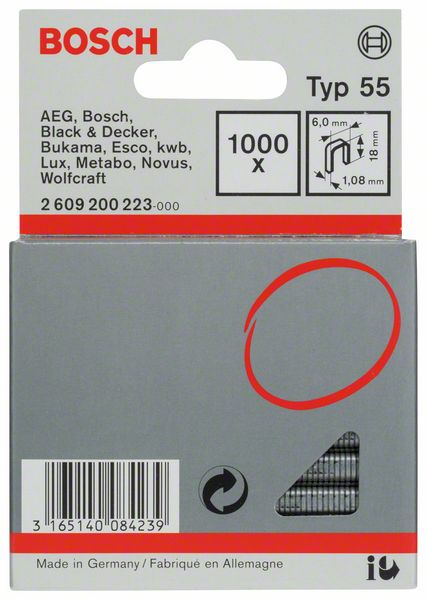 BOSCH
Typ 55
AEG, Bosch,
Black & Decker,
Bukama, Esco, kwb,
Lux, Metabo, Novus,
Wolfcraft
2 609 200 223-000
1000
x
6,0 mm
18 mm
1,08 mm
3 165140 084239
Made in Germany / Fabriqué en Allemagne